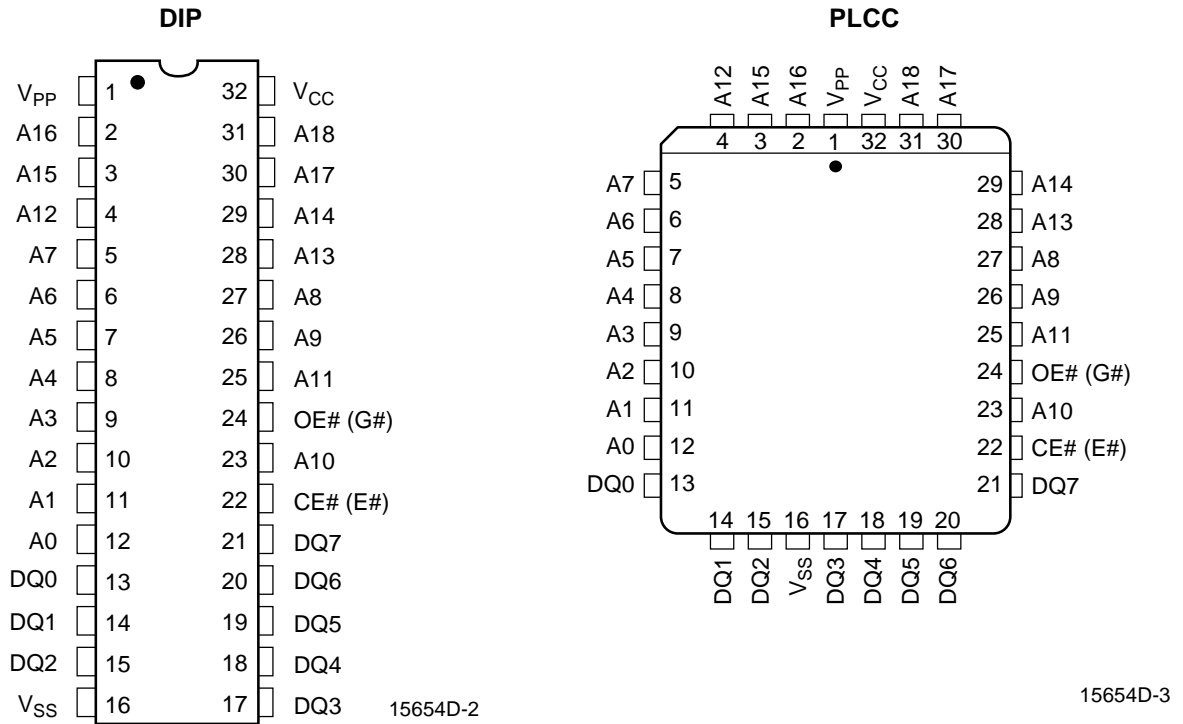 DIP
VPP 1 32 VCC
A16 2 31 A18
A15 3 30 A17
A12 4 29 A14
A7 5 28 A13
A6 6 27 A8
A5 7 26 A9
A4 8 25 A11
A3 9 24 OE# (G#)
A2 10 23 A10
A1 11 22 CE# (E#)
A0 12 21 DQ7
DQ0 13 20 DQ6
DQ1 14 19 DQ5
DQ2 15 18 DQ4
VSS 16 17 DQ3
15654D-2
PLCC
A12 A15 A16 VPP VCC A18 A17
4 3 2 1 32 31 30
A7 5 29 A14
A6 6 28 A13
A5 7 27 A8
A4 8 26 A9
A3 9 25 A11
A2 10 24 OE# (G#)
A1 11 23 A10
A0 12 22 CE# (E#)
DQ0 13 21 DQ7
14 15 16 17 18 19 20
DQ1 DQ2 VSS DQ3 DQ4 DQ5 DQ6
15654D-3